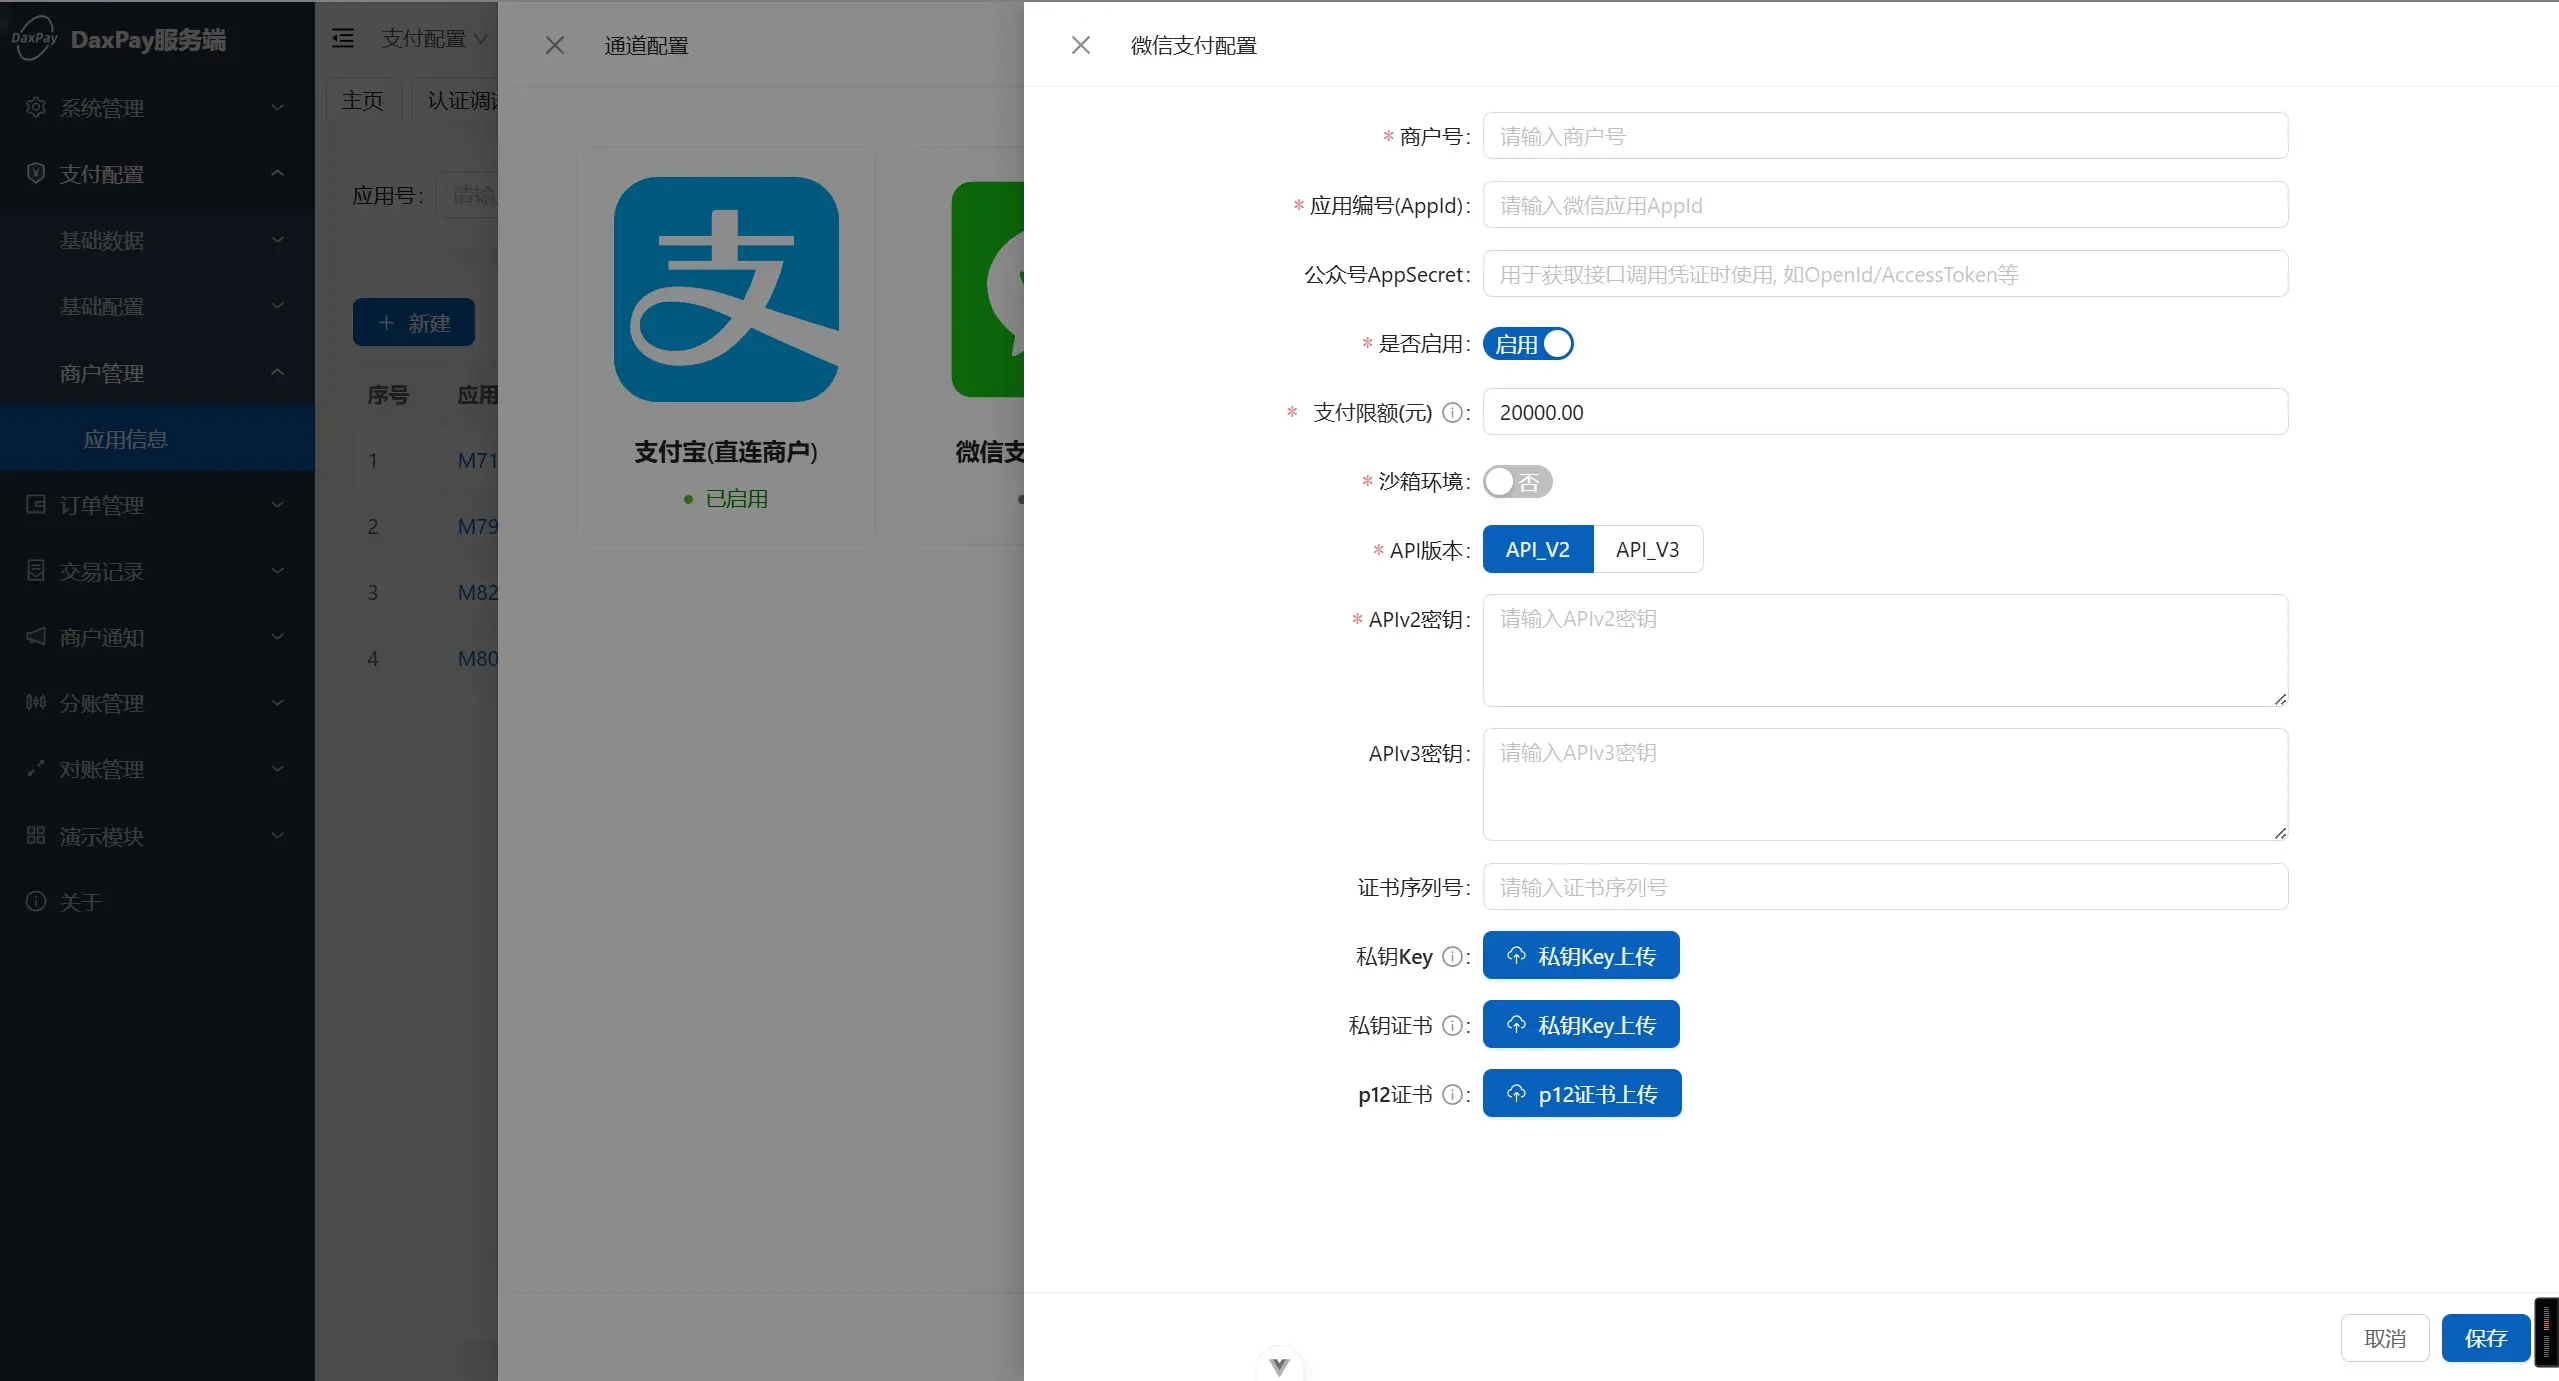 DaxPay DaxPay服务端
系统管理
支付配置
基础数据
基础配置
商户管理
应用信息
订单管理
交易记录
商户通知
分账管理
对账管理
演示模块
关于
支付配置
主页 认证调
应用号: 请输
+ 新建
序号 应用
1 M71
2 M79
3 M82
4 M80
通道配置
支付宝(直连商户)
已启用
微信支
微信支付配置
* 商户号: 请输入商户号
* 应用编号(AppId): 请输入微信应用AppId
公众号AppSecret: 用于获取接口调用凭证时使用, 如OpenId/AccessToken等
* 是否启用: 启用
* 支付限额(元) : 20000.00
* 沙箱环境: 否
* API版本: API_V2 API_V3
* APIv2密钥: 请输入APIv2密钥
APIv3密钥: 请输入APIv3密钥
证书序列号: 请输入证书序列号
私钥Key : 私钥Key上传
私钥证书 : 私钥Key上传
p12证书 : p12证书上传
取消 保存